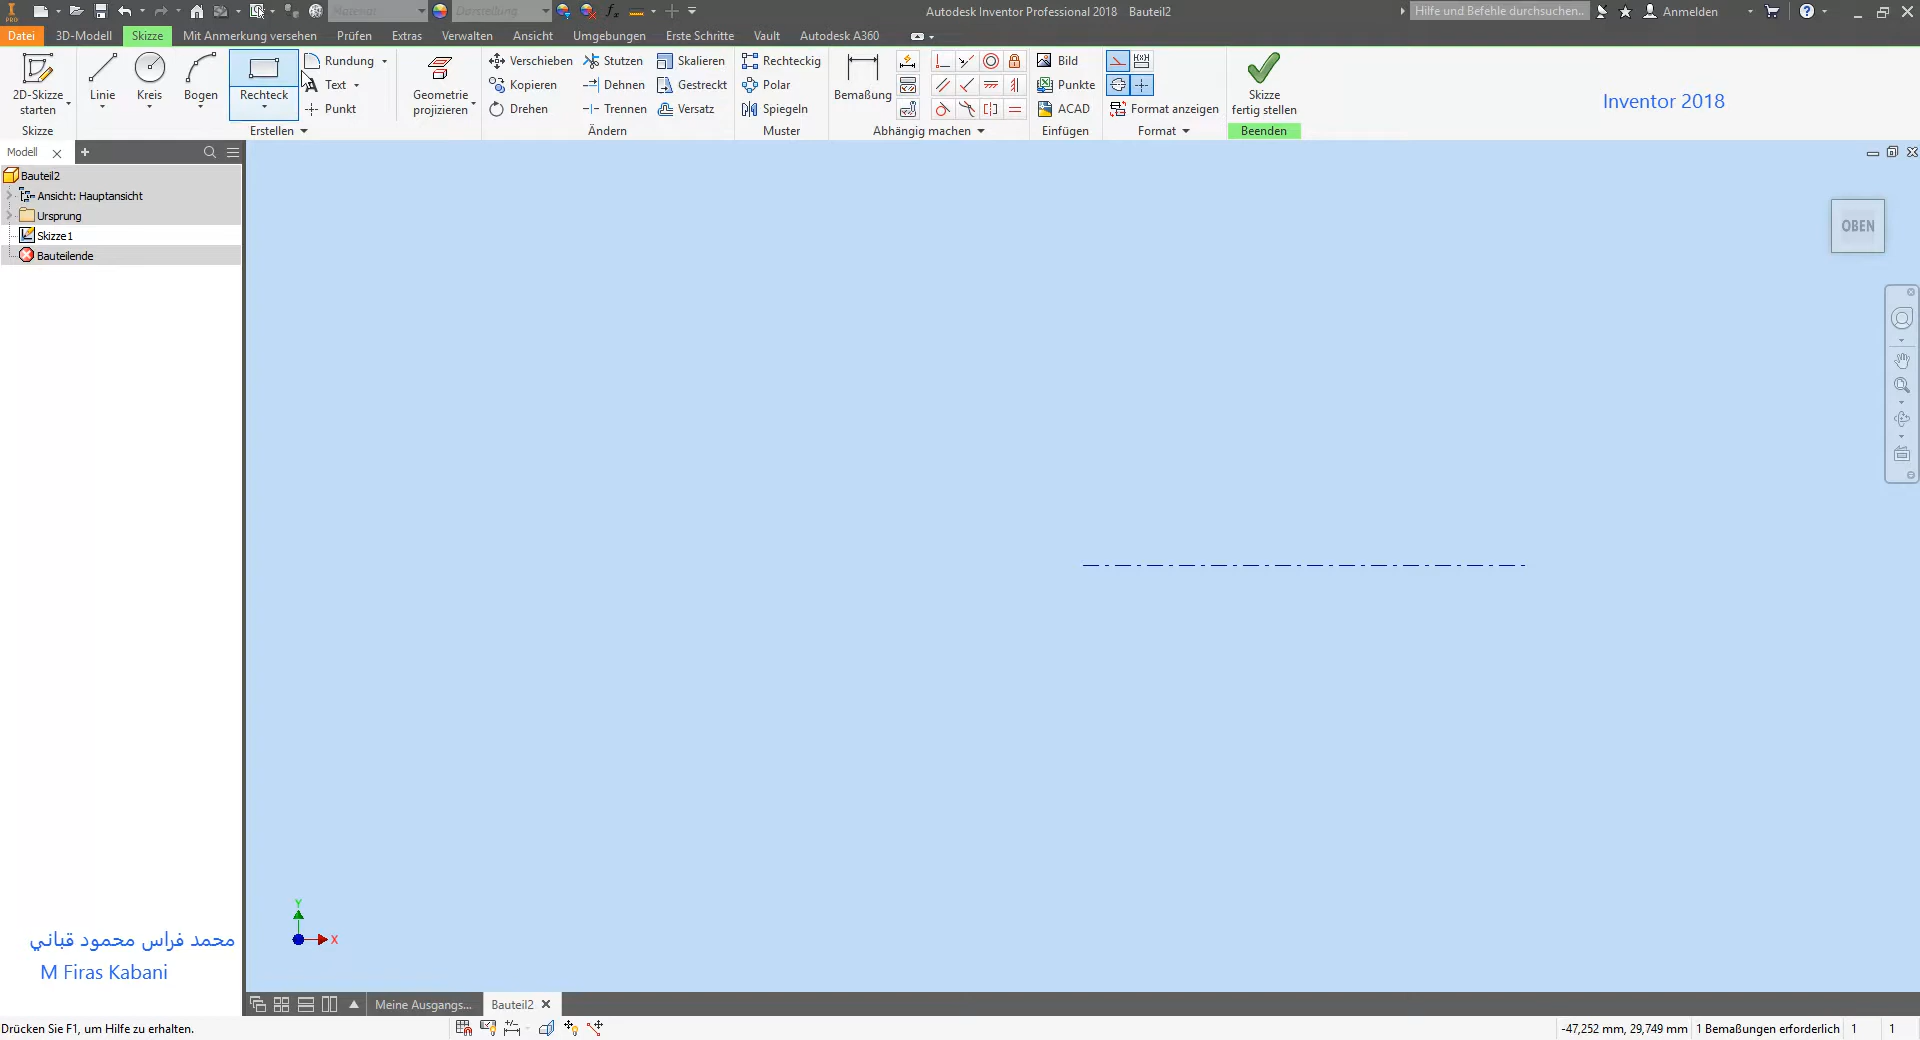 Material
Darstellung
Autodesk Inventor Professional 2018 Bauteil2
Hilfe und Befehle durchsuchen...
Anmelden
PRO
Datei 3D-Modell Skizze Mit Anmerkung versehen Prüfen Extras Verwalten Ansicht Umgebungen Erste Schritte Vault Autodesk A360
2D-Skizze starten
Linie
Kreis
Bogen
Rechteck
Rundung
Text
Punkt
Geometrie projizieren
Verschieben
Kopieren
Drehen
Stutzen
Dehnen
Trennen
Skalieren
Gestreckt
Versatz
Rechteckig
Polar
Spiegeln
Bemaßung
Bild
Punkte
ACAD
Format anzeigen
Skizze fertig stellen
Inventor 2018
Skizze
Erstellen
Ändern
Muster
Abhängig machen
Einfügen
Format
Beenden
Modell
Bauteil2
Ansicht: Hauptansicht
Ursprung
Skizze1
Bauteilende
OBEN
Y
X
محمد فراس محمود قباني
M Firas Kabani
Meine Ausgangs...
Bauteil2
Drücken Sie F1, um Hilfe zu erhalten.
-47,252 mm, 29,749 mm
1 Bemaßungen erforderlich
1
1